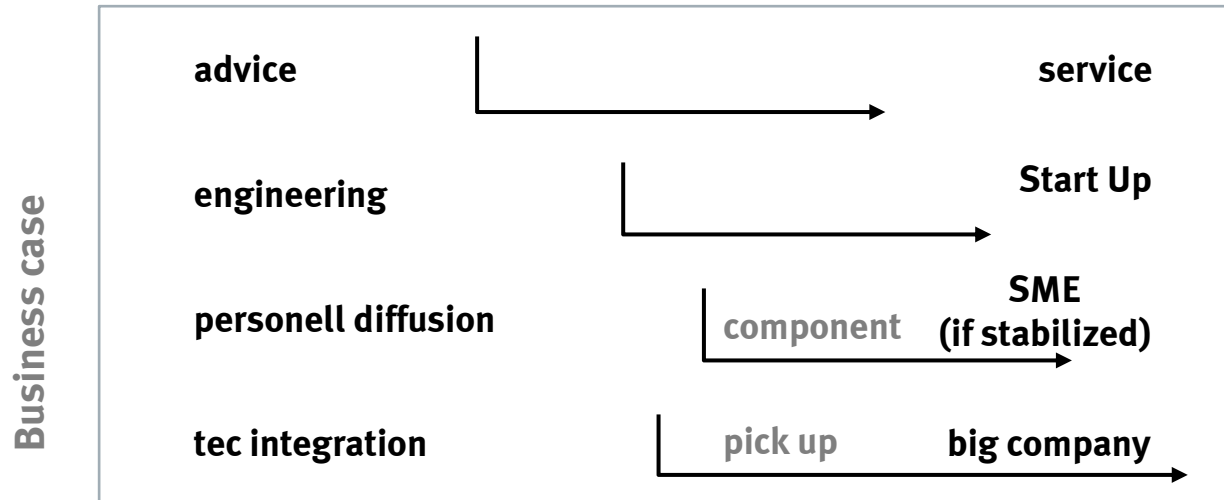 Business case
advice
service
engineering
Start Up
personell diffusion
component
SME
(if stabilized)
tec integration
pick up
big company